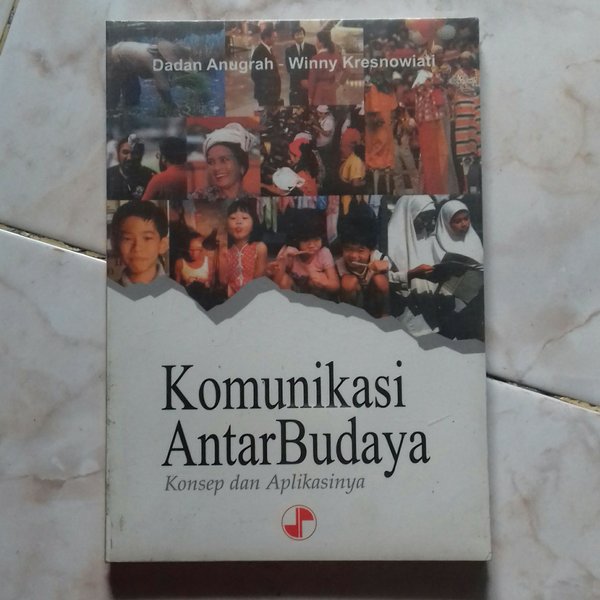 Dadan Anugrah - Winny Kresnowiati
Komunikasi
AntarBudaya
Konsep dan Aplikasinya